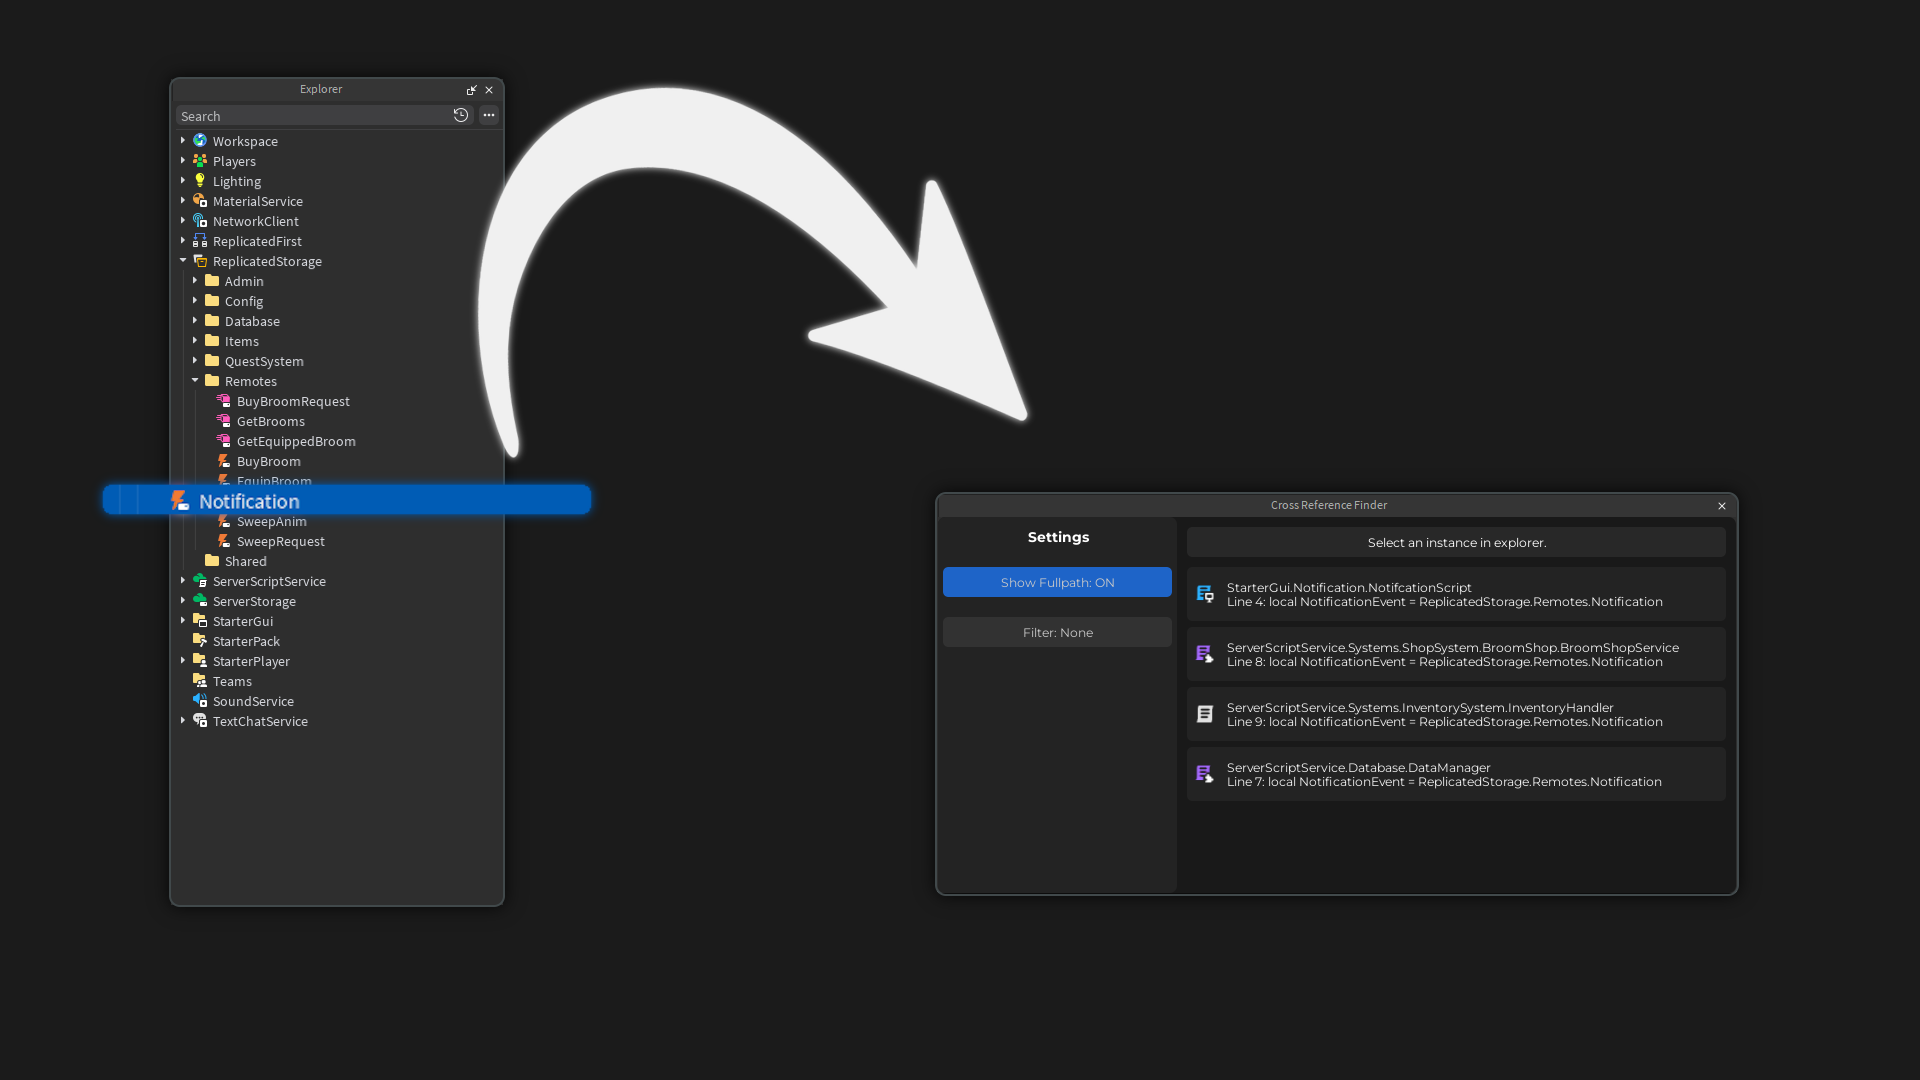 Explorer
Search
Workspace
Players
Lighting
MaterialService
NetworkClient
ReplicatedFirst
ReplicatedStorage
Admin
Config
Database
Items
QuestSystem
Remotes
BuyBroomRequest
GetBrooms
GetEquippedBroom
BuyBroom
EquipBroom
Notification
SweepAnim
SweepRequest
Shared
ServerScriptService
ServerStorage
StarterGui
StarterPack
StarterPlayer
Teams
SoundService
TextChatService
Cross Reference Finder
Settings
Show Fullpath: ON
Filter: None
Select an instance in explorer.
StarterGui.Notification.NotifcationScript
Line 4: local NotificationEvent = ReplicatedStorage.Remotes.Notification
ServerScriptService.Systems.ShopSystem.BroomShop.BroomShopService
Line 8: local NotificationEvent = ReplicatedStorage.Remotes.Notification
ServerScriptService.Systems.InventorySystem.InventoryHandler
Line 9: local NotificationEvent = ReplicatedStorage.Remotes.Notification
ServerScriptService.Database.DataManager
Line 7: local NotificationEvent = ReplicatedStorage.Remotes.Notification